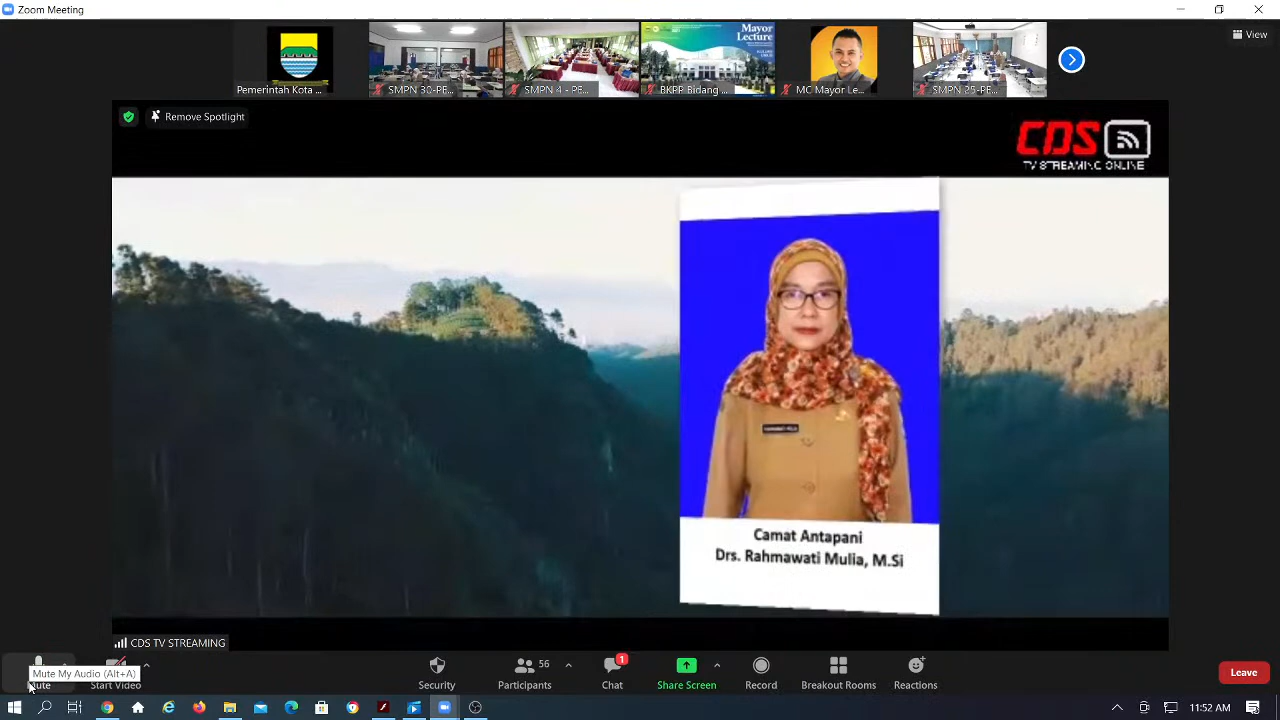 Zoom Meeting
Pemerintah Kota ...
SMPN 30-PE...
SMPN 4 - PE...
BKPP Bidang ...
Mayor
Lecture
MC Mayor Le...
SMPN 25-PE...
View
Remove Spotlight
CDS
TV STREAMING ONLINE
Camat Antapani
Drs. Rahmawati Mulia, M.Si
CDS TV STREAMING
Mute My Audio (Alt+A)
Mute
Start Video
Security
56
Participants
1
Chat
Share Screen
Record
Breakout Rooms
Reactions
Leave
11:52 AM